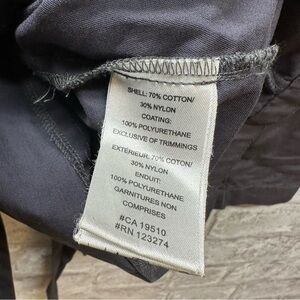 SHELL: 70% COTTON/
30% NYLON
COATING:
100% POLYURETHANE
EXCLUSIVE OF TRIMMINGS
EXTERIEUR: 70% COTON/
30% NYLON
ENDUIT:
100% POLYURETHANE
GARNITURES NON
COMPRISES
#CA 19510
#RN 123274